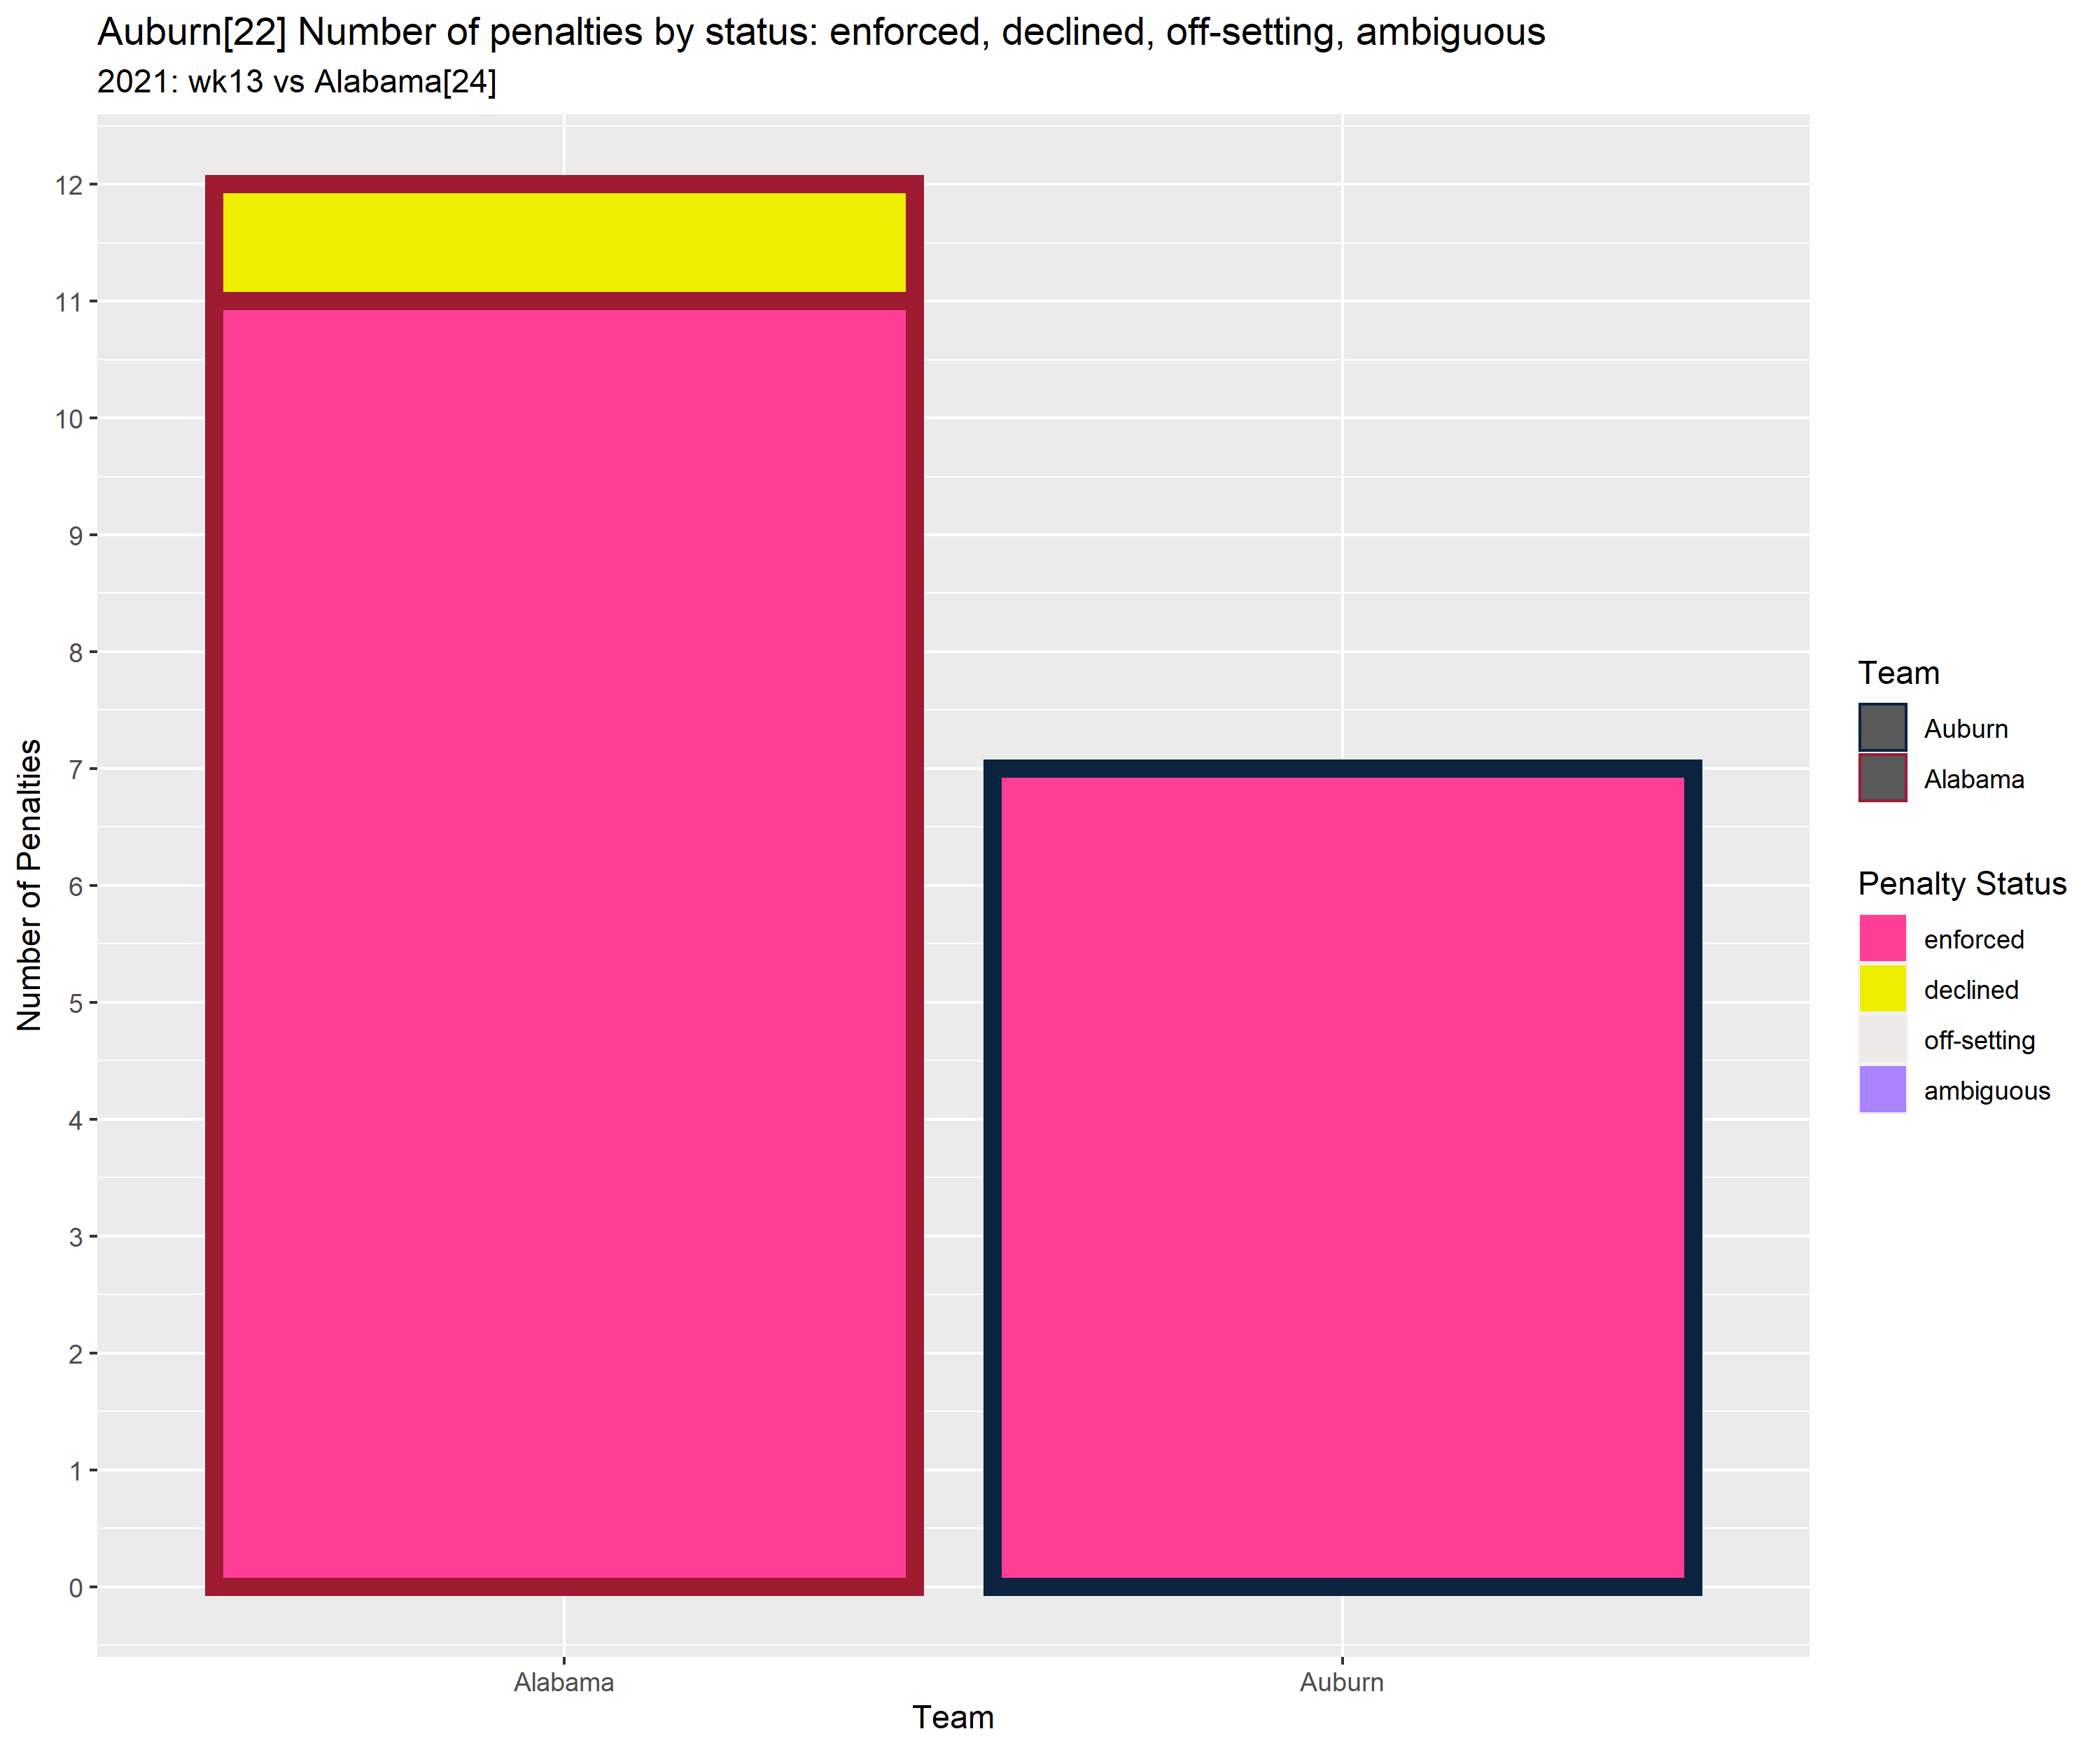 Auburn[22] Number of penalties by status: enforced, declined, off-setting, ambiguous
2021: wk13 vs Alabama[24]
Number of Penalties
12
11
10
9
8
7
6
5
4
3
2
1
0
Alabama
Auburn
Team
Team
Auburn
Alabama
Penalty Status
enforced
declined
off-setting
ambiguous